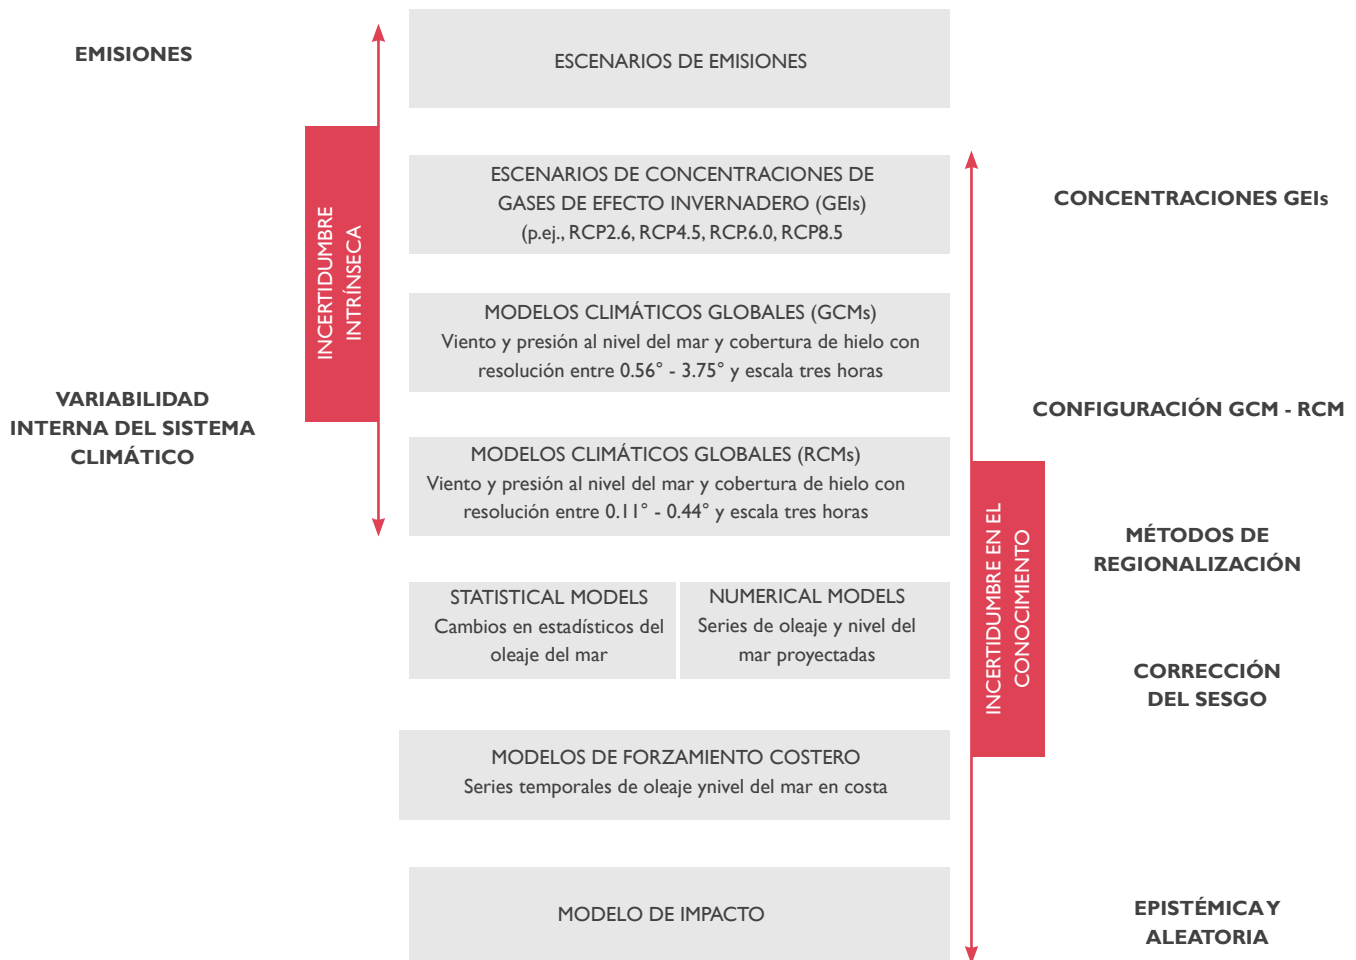 EMISIONES
ESCENARIOS DE EMISIONES
INCERTIDUMBRE
INTRÍNSECA
ESCENARIOS DE CONCENTRACIONES DE
GASES DE EFECTO INVERNADERO (GEIs)
(p.ej., RCP2.6, RCP4.5, RCP.6.0, RCP8.5
CONCENTRACIONES GEIs
MODELOS CLIMÁTICOS GLOBALES (GCMs)
Viento y presión al nivel del mar y cobertura de hielo con
resolución entre 0.56° - 3.75° y escala tres horas
VARIABILIDAD
INTERNA DEL SISTEMA
CLIMÁTICO
CONFIGURACIÓN GCM - RCM
MODELOS CLIMÁTICOS GLOBALES (RCMs)
Viento y presión al nivel del mar y cobertura de hielo con
resolución entre 0.11° - 0.44° y escala tres horas
INCERTIDUMBRE EN EL
CONOCIMIENTO
MÉTODOS DE
REGIONALIZACIÓN
STATISTICAL MODELS
Cambios en estadísticos del
oleaje del mar
NUMERICAL MODELS
Series de oleaje y nivel del
mar proyectadas
CORRECCIÓN
DEL SESGO
MODELOS DE FORZAMIENTO COSTERO
Series temporales de oleaje ynivel del mar en costa
MODELO DE IMPACTO
EPISTÉMICA Y
ALEATORIA